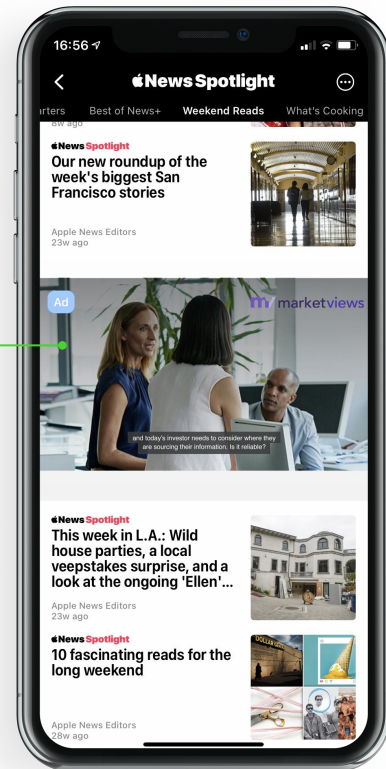 16:56
News Spotlight
rters Best of News+ Weekend Reads What's Cooking
8w ago
News Spotlight
Our new roundup of the
week's biggest San
Francisco stories
Apple News Editors
23w ago
Ad
marketviews
and today's investor needs to consider where they
are sourcing their information. Is it reliable?
News Spotlight
This week in L.A.: Wild
house parties, a local
veepstakes surprise, and a
look at the ongoing 'Ellen'...
Apple News Editors
23w ago
News Spotlight
10 fascinating reads for the
long weekend
Apple News Editors
28w ago